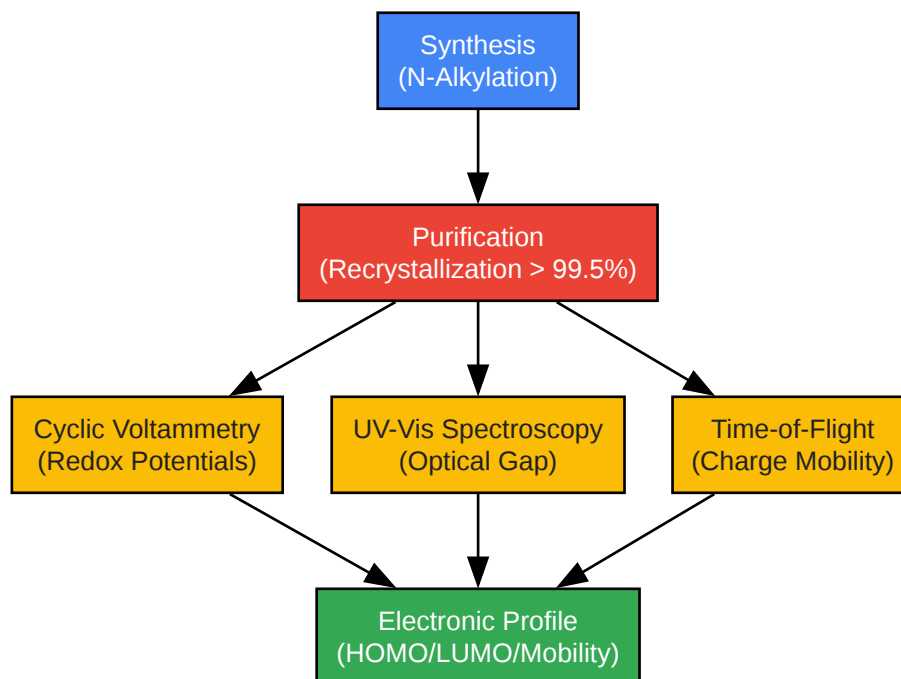 Synthesis
(N-Alkylation)
Purification
(Recrystallization > 99.5%)
Cyclic Voltammetry
(Redox Potentials)
UV-Vis Spectroscopy
(Optical Gap)
Time-of-Flight
(Charge Mobility)
Electronic Profile
(HOMO/LUMO/Mobility)